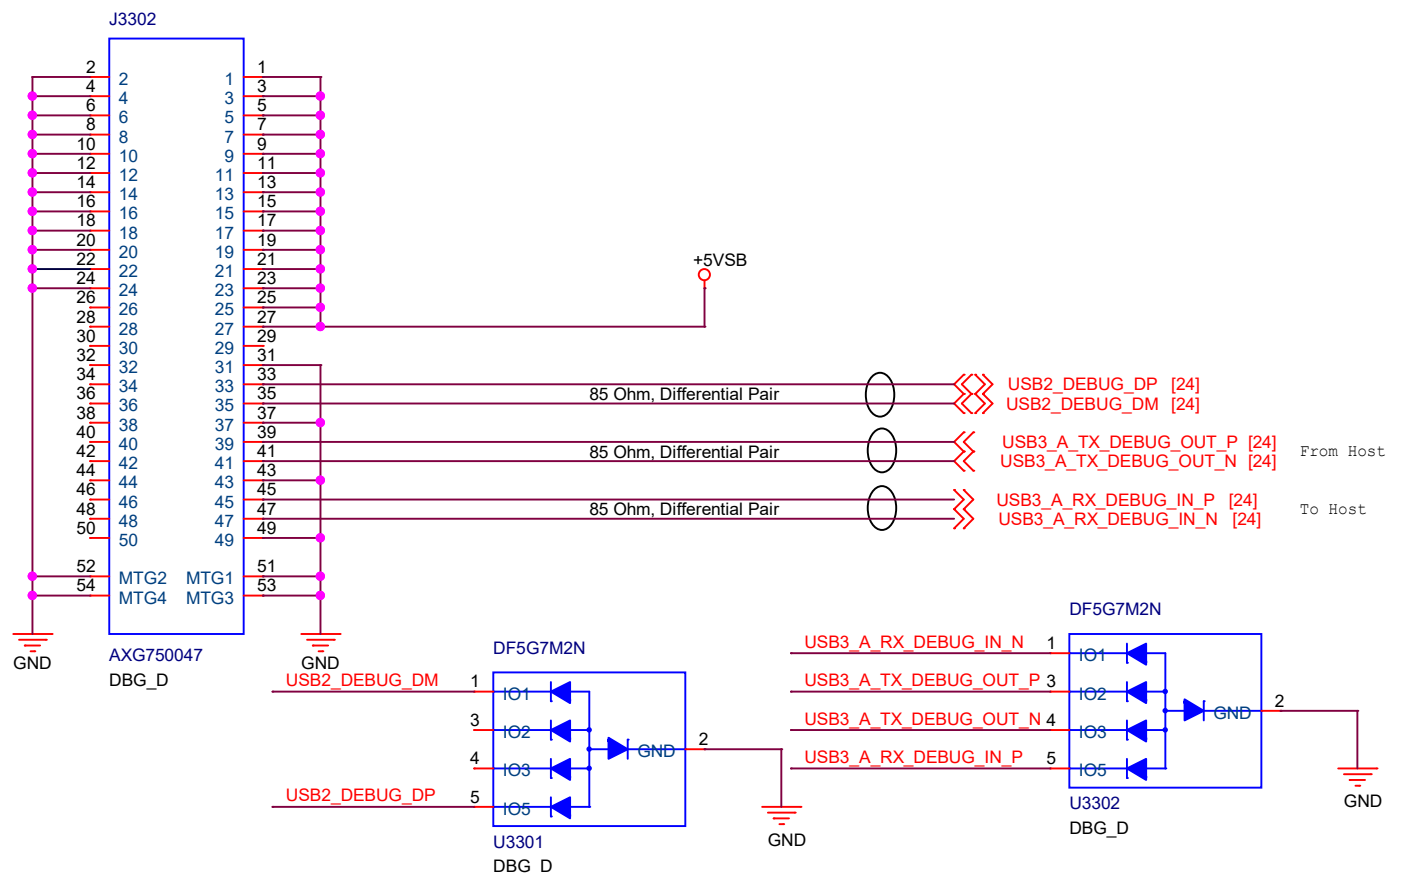 J3302
2 2 1 1
4 4 3 3
6 6 5 5
8 8 7 7
10 10 9 9
12 12 11 11
14 14 13 13
16 16 15 15
18 18 17 17
20 20 19 19
22 22 21 21
24 24 23 23
26 26 25 25
28 28 27 27
30 30 29 29
32 32 31 31
34 34 33 33
36 36 35 35
38 38 37 37
40 40 39 39
42 42 41 41
44 44 43 43
46 46 45 45
48 48 47 47
50 50 49 49
52 MTG2 MTG1 51
54 MTG4 MTG3 53
GND
GND
AXG750047
DBG_D
+5VSB
85 Ohm, Differential Pair
USB2_DEBUG_DP [24]
USB2_DEBUG_DM [24]
85 Ohm, Differential Pair
USB3_A_TX_DEBUG_OUT_P [24]
USB3_A_TX_DEBUG_OUT_N [24]
From Host
85 Ohm, Differential Pair
USB3_A_RX_DEBUG_IN_P [24]
USB3_A_RX_DEBUG_IN_N [24]
To Host
DF5G7M2N
USB2_DEBUG_DM 1 IO1
3 IO2
4 IO3
USB2_DEBUG_DP 5 IO5
GND 2
GND
U3301
DBG_D
DF5G7M2N
USB3_A_RX_DEBUG_IN_N 1 IO1
USB3_A_TX_DEBUG_OUT_P 3 IO2
USB3_A_TX_DEBUG_OUT_N 4 IO3
USB3_A_RX_DEBUG_IN_P 5 IO5
GND 2
GND
U3302
DBG_D